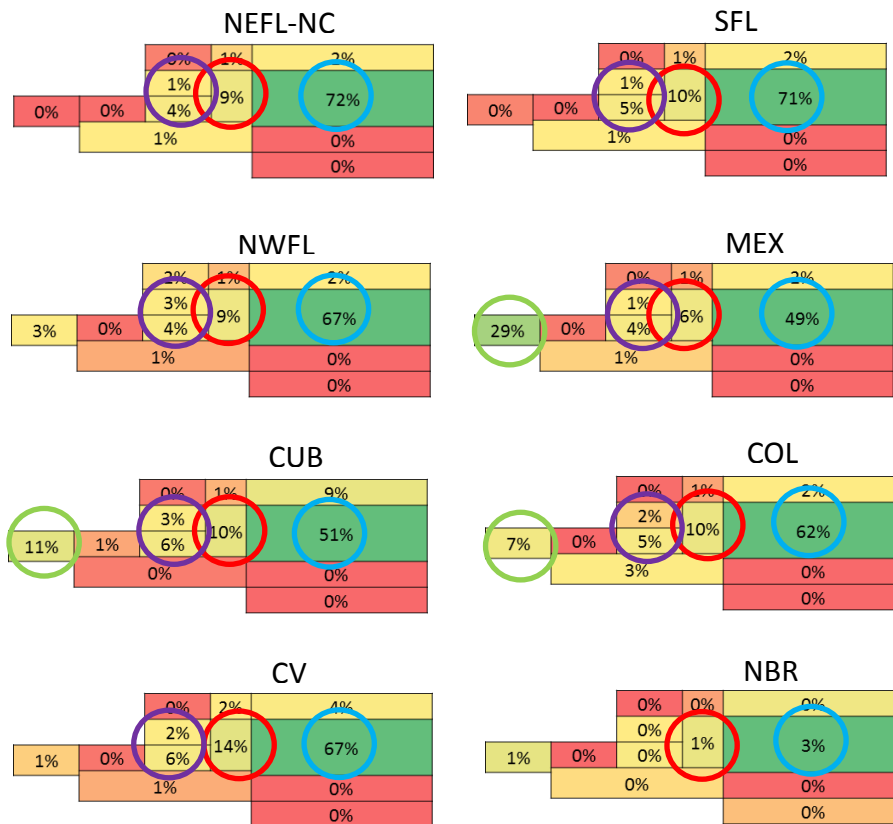 NEFL-NC
0% 1% 2%
1%
9% 72%
0% 0% 4%
1% 0%
0%
SFL
0% 1% 2%
1%
10% 71%
0% 0% 5%
1% 0%
0%
NWFL
2% 1% 2%
3%
9% 67%
3% 0% 4%
1% 0%
0%
MEX
0% 1% 2%
1%
6% 49%
29% 0% 4%
1% 0%
0%
CUB
0% 1% 9%
3%
10% 51%
11% 1% 6%
0% 0%
0%
COL
0% 1% 2%
2%
10% 62%
7% 0% 5%
3% 0%
0%
CV
0% 2% 4%
2%
14% 67%
1% 0% 6%
1% 0%
0%
NBR
0% 0% 0%
0%
1% 3%
1% 0% 0%
0% 0%
0%